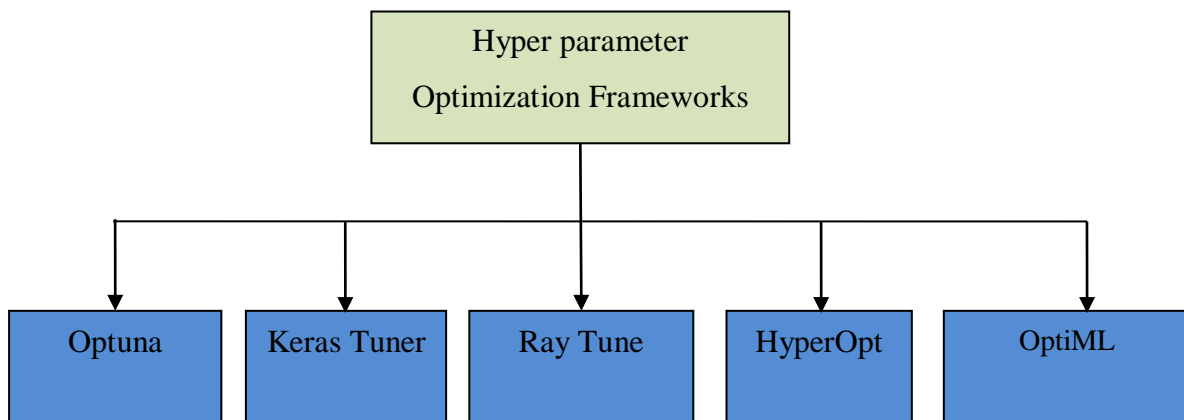 Hyper parameter
Optimization Frameworks
Optuna
Keras Tuner
Ray Tune
HyperOpt
OptiML